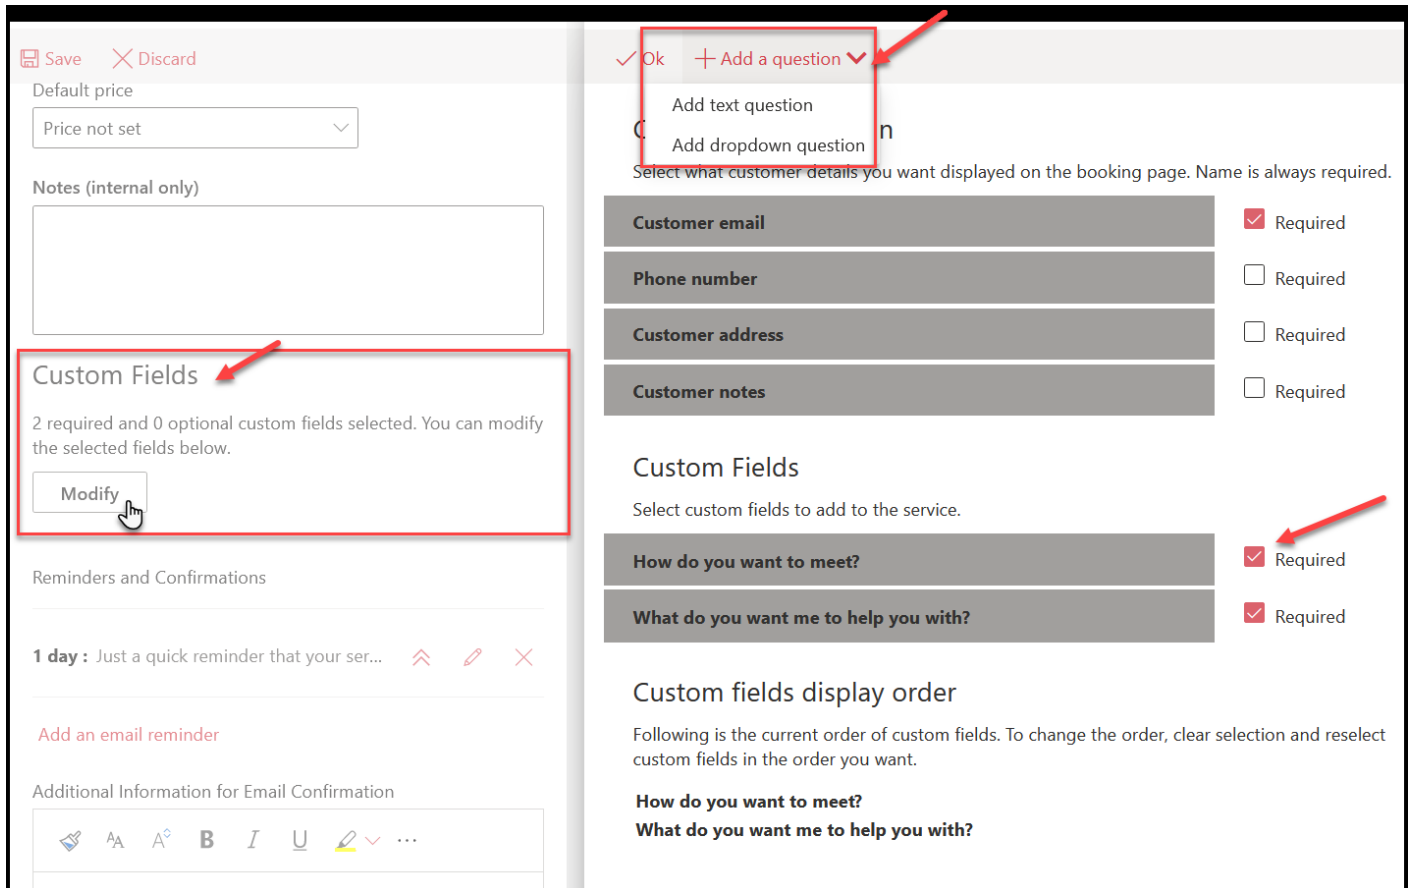 Save
Discard
Default price
Price not set
Notes (internal only)
Custom Fields
2 required and 0 optional custom fields selected. You can modify
the selected fields below.
Modify
Reminders and Confirmations
1 day : Just a quick reminder that your ser...
Add an email reminder
Additional Information for Email Confirmation
AA A B I U ...
Ok
Add a question
Add text question
Add dropdown question
C
n
Select what customer details you want displayed on the booking page. Name is always required.
Customer email
Required
Phone number
Required
Customer address
Required
Customer notes
Required
Custom Fields
Select custom fields to add to the service.
How do you want to meet?
Required
What do you want me to help you with?
Required
Custom fields display order
Following is the current order of custom fields. To change the order, clear selection and reselect
custom fields in the order you want.
How do you want to meet?
What do you want me to help you with?